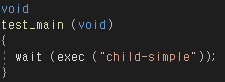 void
test_main (void)
{
  wait (exec ("child-simple"));
}